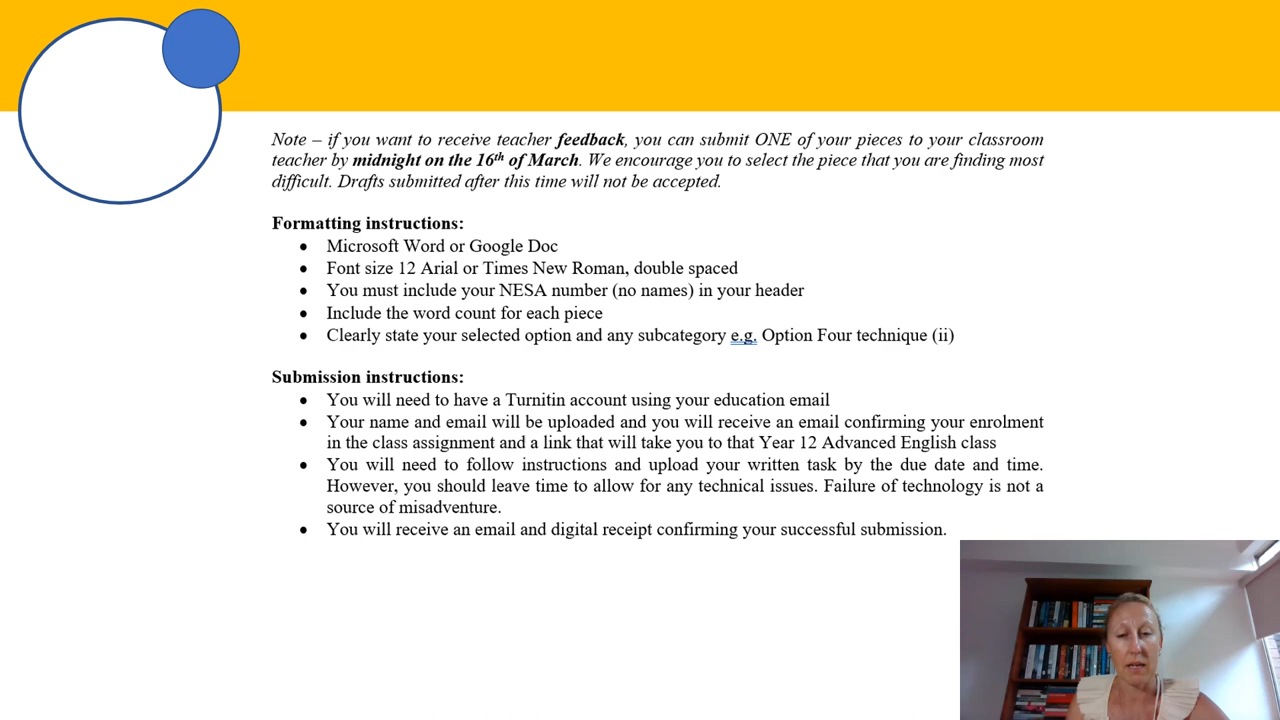 Note – if you want to receive teacher feedback, you can submit ONE of your pieces to your classroom
teacher by midnight on the 16th of March. We encourage you to select the piece that you are finding most
difficult. Drafts submitted after this time will not be accepted.
Formatting instructions:
• Microsoft Word or Google Doc
• Font size 12 Arial or Times New Roman, double spaced
• You must include your NESA number (no names) in your header
• Include the word count for each piece
• Clearly state your selected option and any subcategory e.g. Option Four technique (ii)
Submission instructions:
• You will need to have a Turnitin account using your education email
• Your name and email will be uploaded and you will receive an email confirming your enrolment
in the class assignment and a link that will take you to that Year 12 Advanced English class
• You will need to follow instructions and upload your written task by the due date and time.
However, you should leave time to allow for any technical issues. Failure of technology is not a
source of misadventure.
• You will receive an email and digital receipt confirming your successful submission.